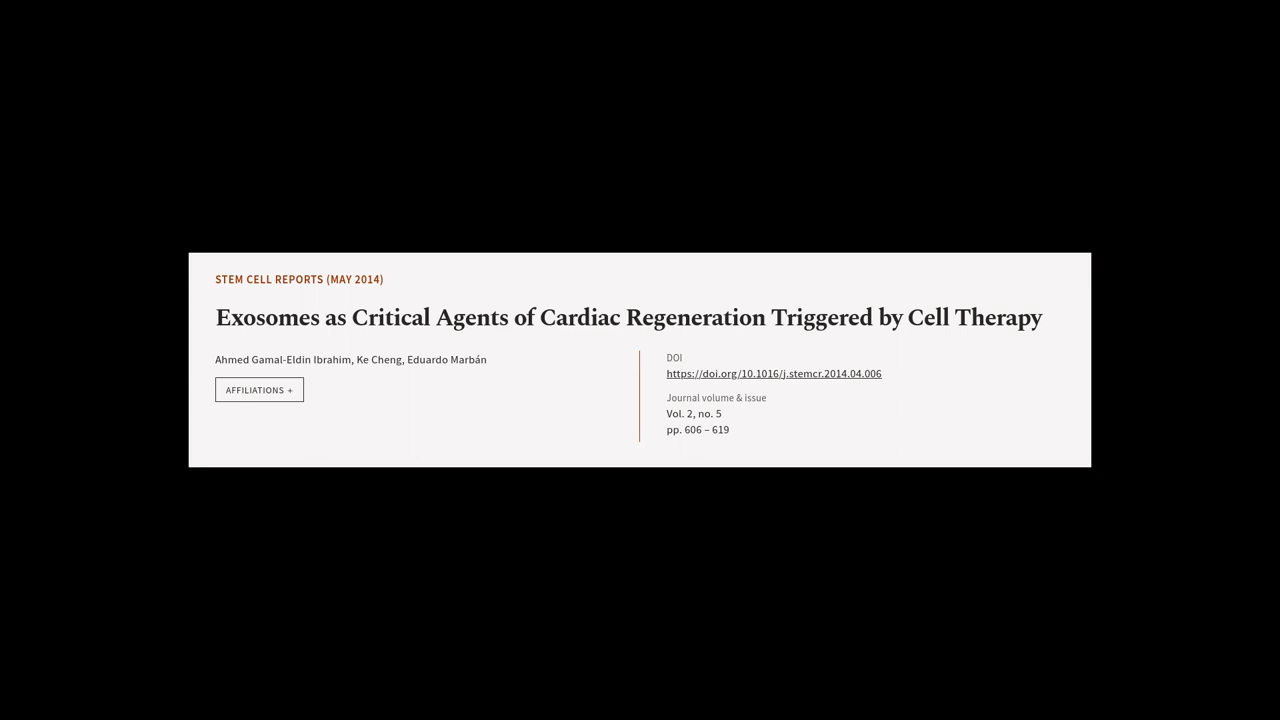 STEM CELL REPORTS (MAY 2014)
Exosomes as Critical Agents of Cardiac Regeneration Triggered by Cell Therapy
Ahmed Gamal-Eldin Ibrahim, Ke Cheng, Eduardo Marbán
AFFILIATIONS +
DOI
https://doi.org/10.1016/j.stemcr.2014.04.006
Journal volume & issue
Vol. 2, no. 5
pp. 606 – 619